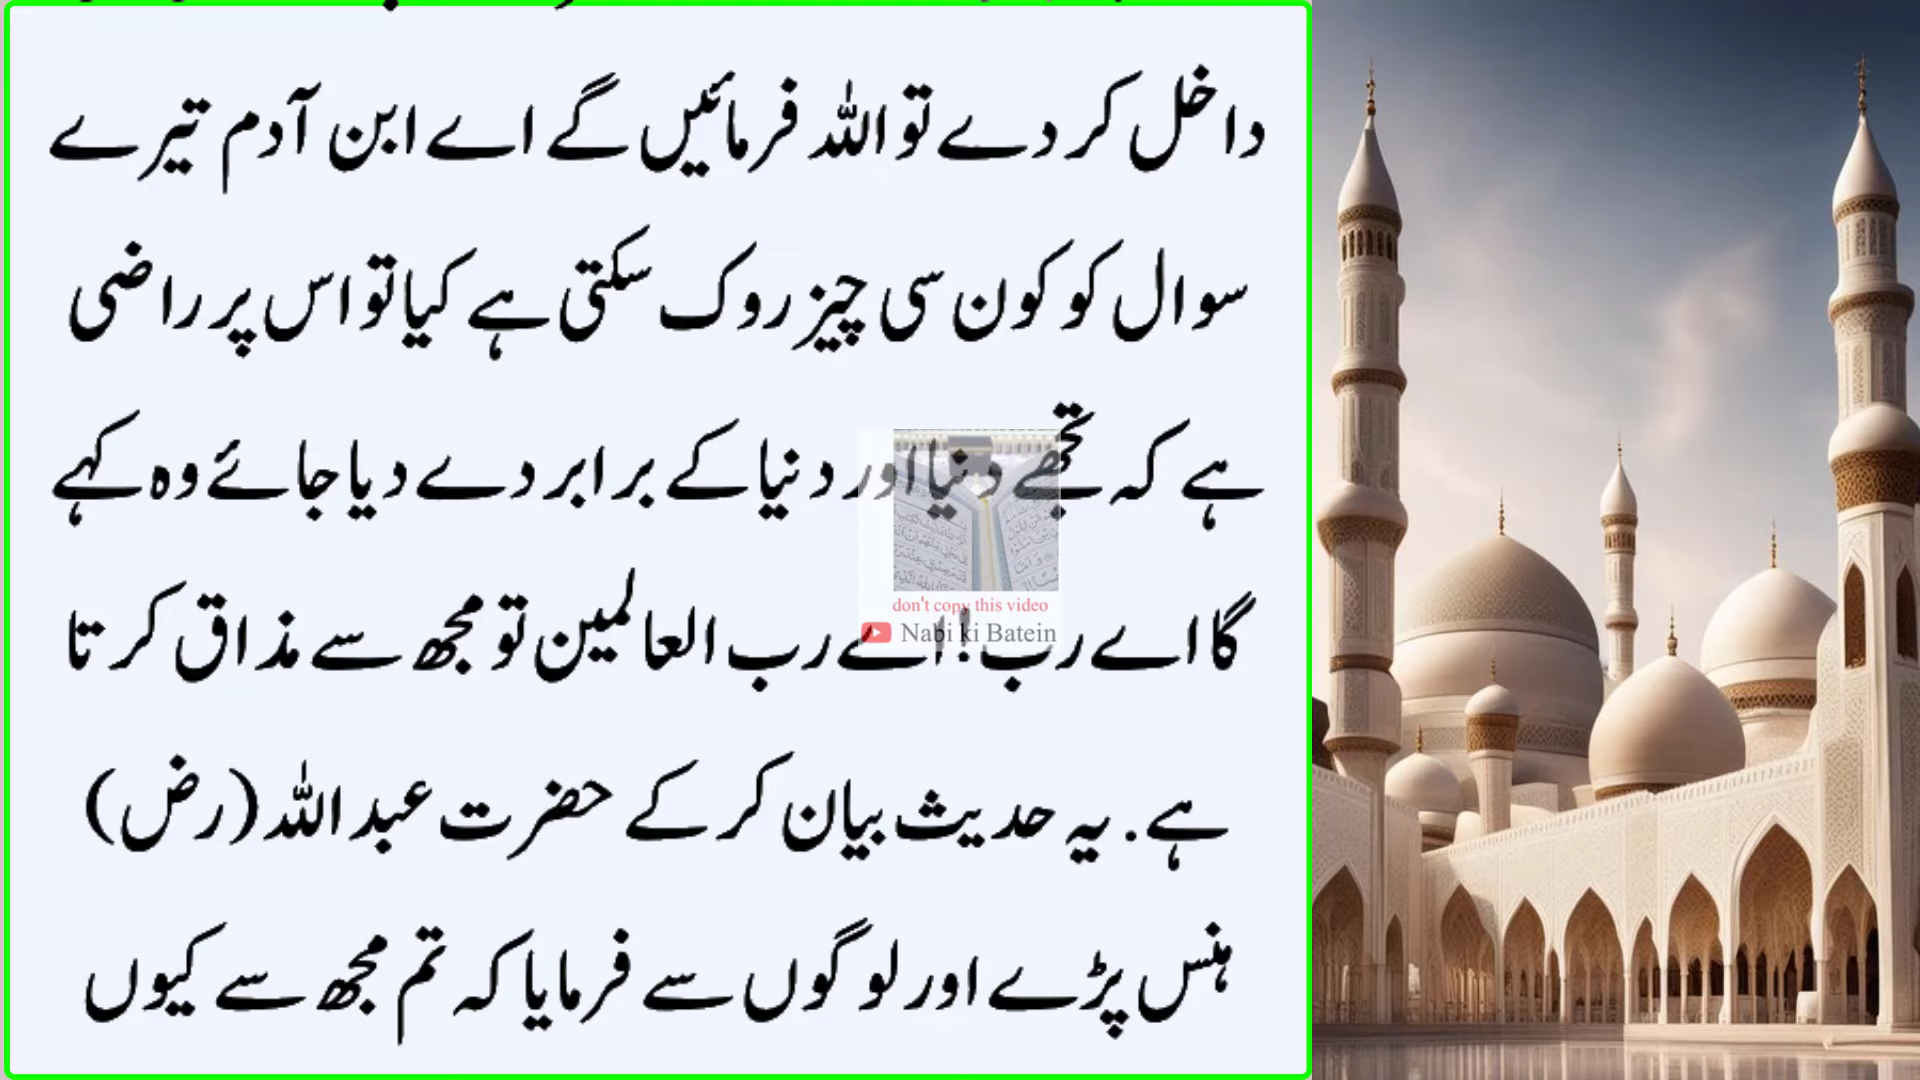 داخل کر دے تو اللہ فرمائیں گے اے ابن آدم تیرے
سوال کو کون سی چیز روک سکتی ہے کیا تو اس پر راضی
ہے کہ تجھے دنیا اور دنیا کے برابر دے دیا جائے وہ کہے
گا اے رب! اے رب العالمین تو مجھ سے مذاق کرتا
ہے. یہ حدیث بیان کر کے حضرت عبد اللہ (رض)
ہنس پڑے اور لوگوں سے فرمایا کہ تم مجھ سے کیوں
don't copy this video
Nabi ki Batein